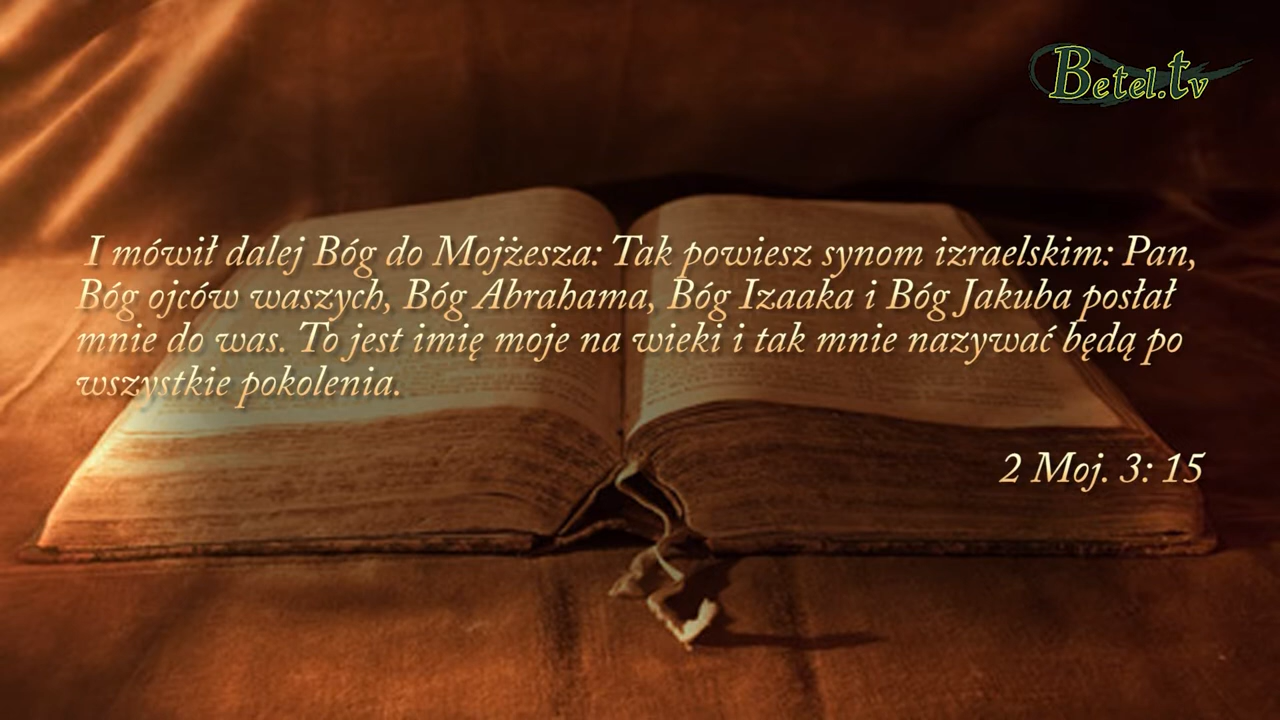 Betel.tv
I mówił dalej Bóg do Mojżesza: Tak powiesz synom izraelskim: Pan,
Bóg ojców waszych, Bóg Abrahama, Bóg Izaaka i Bóg Jakuba posłał
mnie do was. To jest imię moje na wieki i tak mnie nazywać będą po
wszystkie pokolenia.
2 Moj. 3: 15